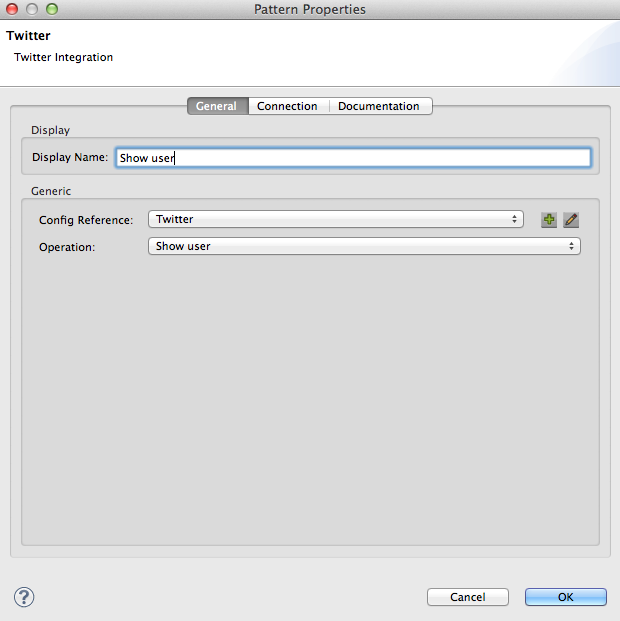 Pattern Properties
Twitter
Twitter Integration
General Connection Documentation
Display
Display Name: Show user
Generic
Config Reference: Twitter
Operation: Show user
? Cancel OK